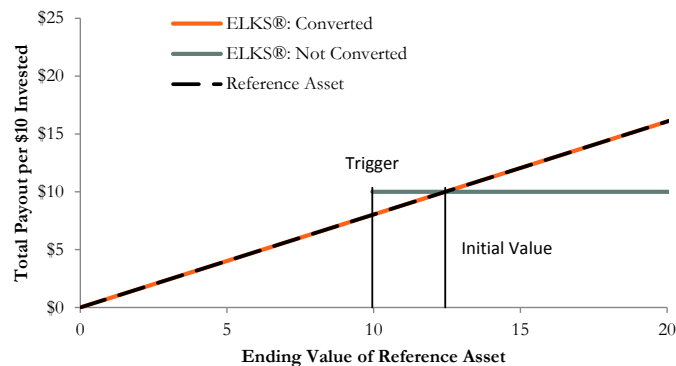 ELKS®: Converted
ELKS®: Not Converted
Reference Asset
$25
$20
$15
$10
$5
$0
Total Payout per $10 Invested
Trigger
Initial Value
0 5 10 15 20
Ending Value of Reference Asset